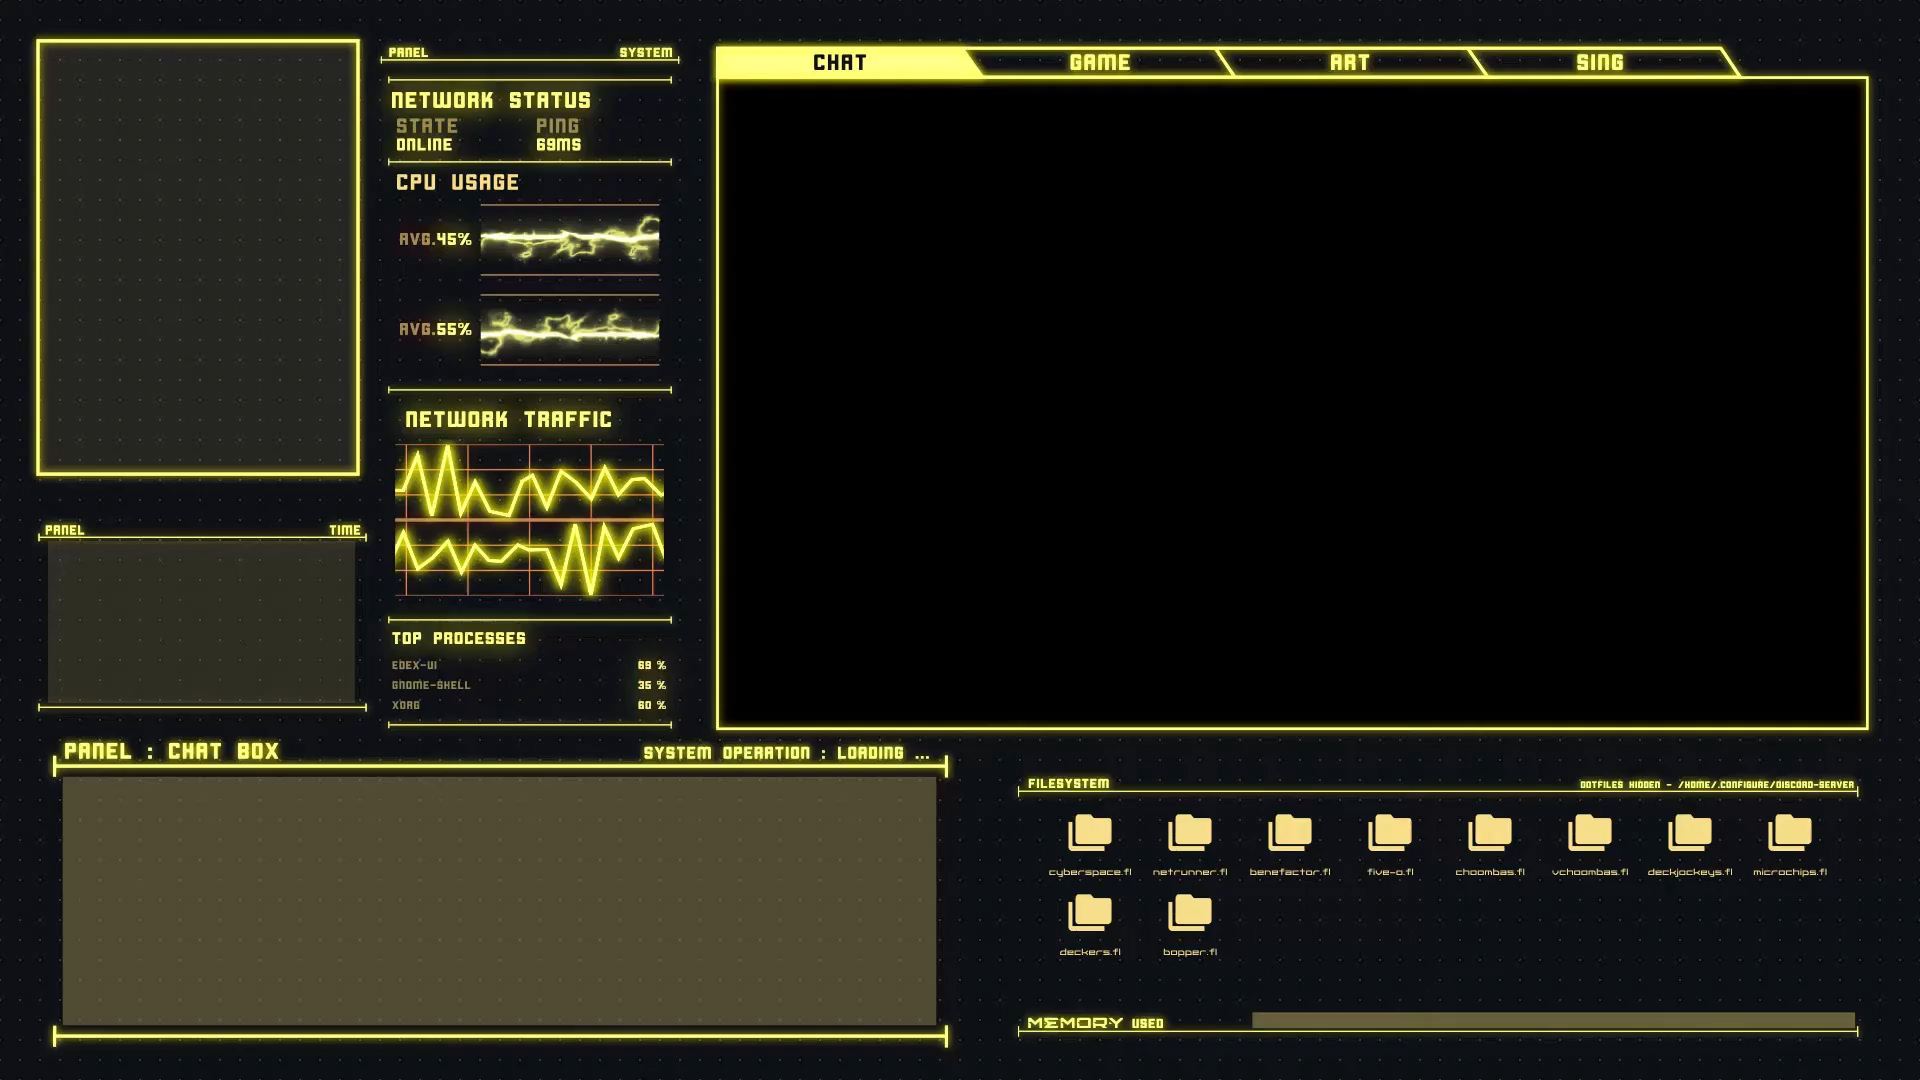 PANEL SYSTEM
NETWORK STATUS
STATE PING
ONLINE 69MS
CPU USAGE
AVG.45%
AVG.55%
NETWORK TRAFFIC
TOP PROCESSES
EDEX-UI 69 %
GNOME-SHELL 35 %
XORG 60 %
CHAT GAME ART SING
PANEL TIME
PANEL : CHAT BOX SYSTEM OPERATION : LOADING ...
FILESYSTEM DOTFILES HIDDEN - /HOME/.CONFIGURE/DISCORD-SERVER
cyberspace.fl netrunner.fl benefactor.fl five-o.fl choombas.fl vchoombas.fl deckjockeys.fl microchips.fl
deckers.fl bopper.fl
MEMORY USED